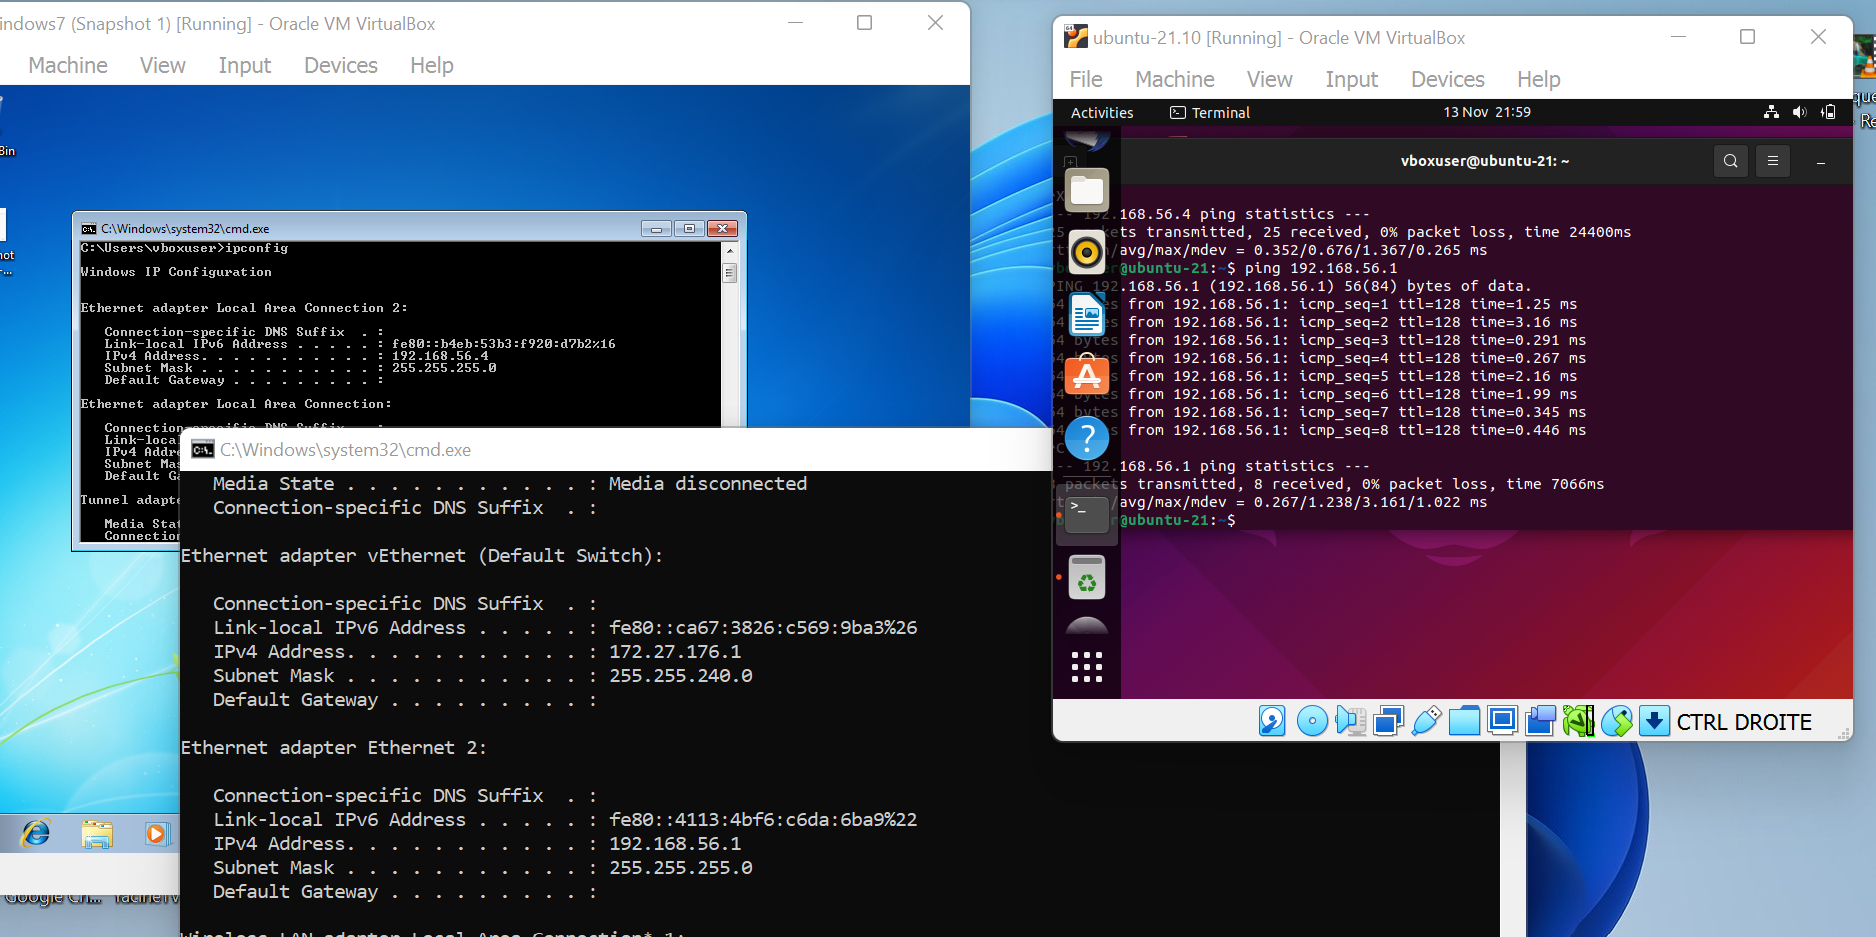 indows7 (Snapshot 1) [Running] - Oracle VM VirtualBox
Machine View Input Devices Help
Bin
C:\Windows\system32\cmd.exe
C:\Users\vboxuser>ipconfig
Windows IP Configuration
Ethernet adapter Local Area Connection 2:
Connection-specific DNS Suffix . :
Link-local IPv6 Address . . . . . : fe80::b4eb:53b3:f920:d7b2%16
IPv4 Address. . . . . . . . . . . : 192.168.56.4
Subnet Mask . . . . . . . . . . . : 255.255.255.0
Default Gateway . . . . . . . . . :
Ethernet adapter Local Area Connection:
Connection-specific DNS Suffix . :
Link-loca
IPv4 Addr
Subnet Mas
Default Ga
Tunnel adapte
Media Stat
Connection
C:\Windows\system32\cmd.exe
Media State . . . . . . . . . . . : Media disconnected
Connection-specific DNS Suffix . :
Ethernet adapter vEthernet (Default Switch):
Connection-specific DNS Suffix . :
Link-local IPv6 Address . . . . . : fe80::ca67:3826:c569:9ba3%26
IPv4 Address. . . . . . . . . . . : 172.27.176.1
Subnet Mask . . . . . . . . . . . : 255.255.240.0
Default Gateway . . . . . . . . . :
Ethernet adapter Ethernet 2:
Connection-specific DNS Suffix . :
Link-local IPv6 Address . . . . . : fe80::4113:4bf6:c6da:6ba9%22
IPv4 Address. . . . . . . . . . . : 192.168.56.1
Subnet Mask . . . . . . . . . . . : 255.255.255.0
Default Gateway . . . . . . . . . :
Wireless LAN adapter Local Area Connection* 1:
Google Ch...
ubuntu-21.10 [Running] - Oracle VM VirtualBox
File Machine View Input Devices Help
Activities Terminal 13 Nov 21:59
vboxuser@ubuntu-21: ~
-- 192.168.56.4 ping statistics ---
kets transmitted, 25 received, 0% packet loss, time 24400ms
/avg/max/mdev = 0.352/0.676/1.367/0.265 ms
@ubuntu-21:~$ ping 192.168.56.1
PING 192.168.56.1 (192.168.56.1) 56(84) bytes of data.
64 bytes from 192.168.56.1: icmp_seq=1 ttl=128 time=1.25 ms
64 bytes from 192.168.56.1: icmp_seq=2 ttl=128 time=3.16 ms
64 bytes from 192.168.56.1: icmp_seq=3 ttl=128 time=0.291 ms
64 bytes from 192.168.56.1: icmp_seq=4 ttl=128 time=0.267 ms
64 bytes from 192.168.56.1: icmp_seq=5 ttl=128 time=2.16 ms
64 bytes from 192.168.56.1: icmp_seq=6 ttl=128 time=1.99 ms
64 bytes from 192.168.56.1: icmp_seq=7 ttl=128 time=0.345 ms
64 bytes from 192.168.56.1: icmp_seq=8 ttl=128 time=0.446 ms
-- 192.168.56.1 ping statistics ---
packets transmitted, 8 received, 0% packet loss, time 7066ms
/avg/max/mdev = 0.267/1.238/3.161/1.022 ms
@ubuntu-21:~$
CTRL DROITE